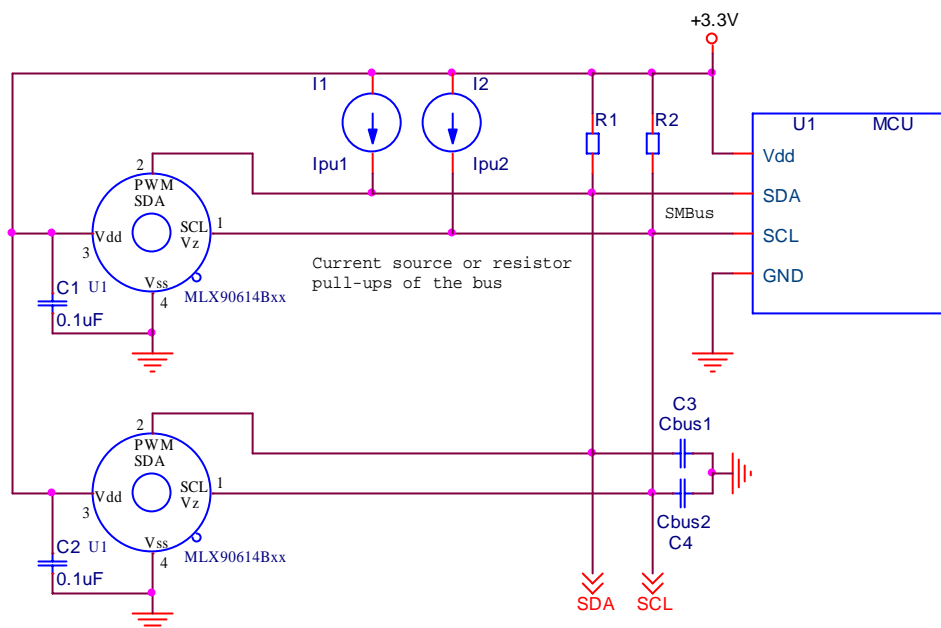 +3.3V
I1
I2
R1
R2
U1
MCU
Ipu1
Ipu2
Vdd
SDA
SCL
GND
SMBus
2
PWM
SDA
SCL
Vz
1
Vdd
3
Vss
4
U1
MLX90614Bxx
C1
0.1uF
Current source or resistor
pull-ups of the bus
2
PWM
SDA
SCL
Vz
1
Vdd
3
Vss
4
U1
MLX90614Bxx
C2
0.1uF
C3
Cbus1
Cbus2
C4
SDA
SCL